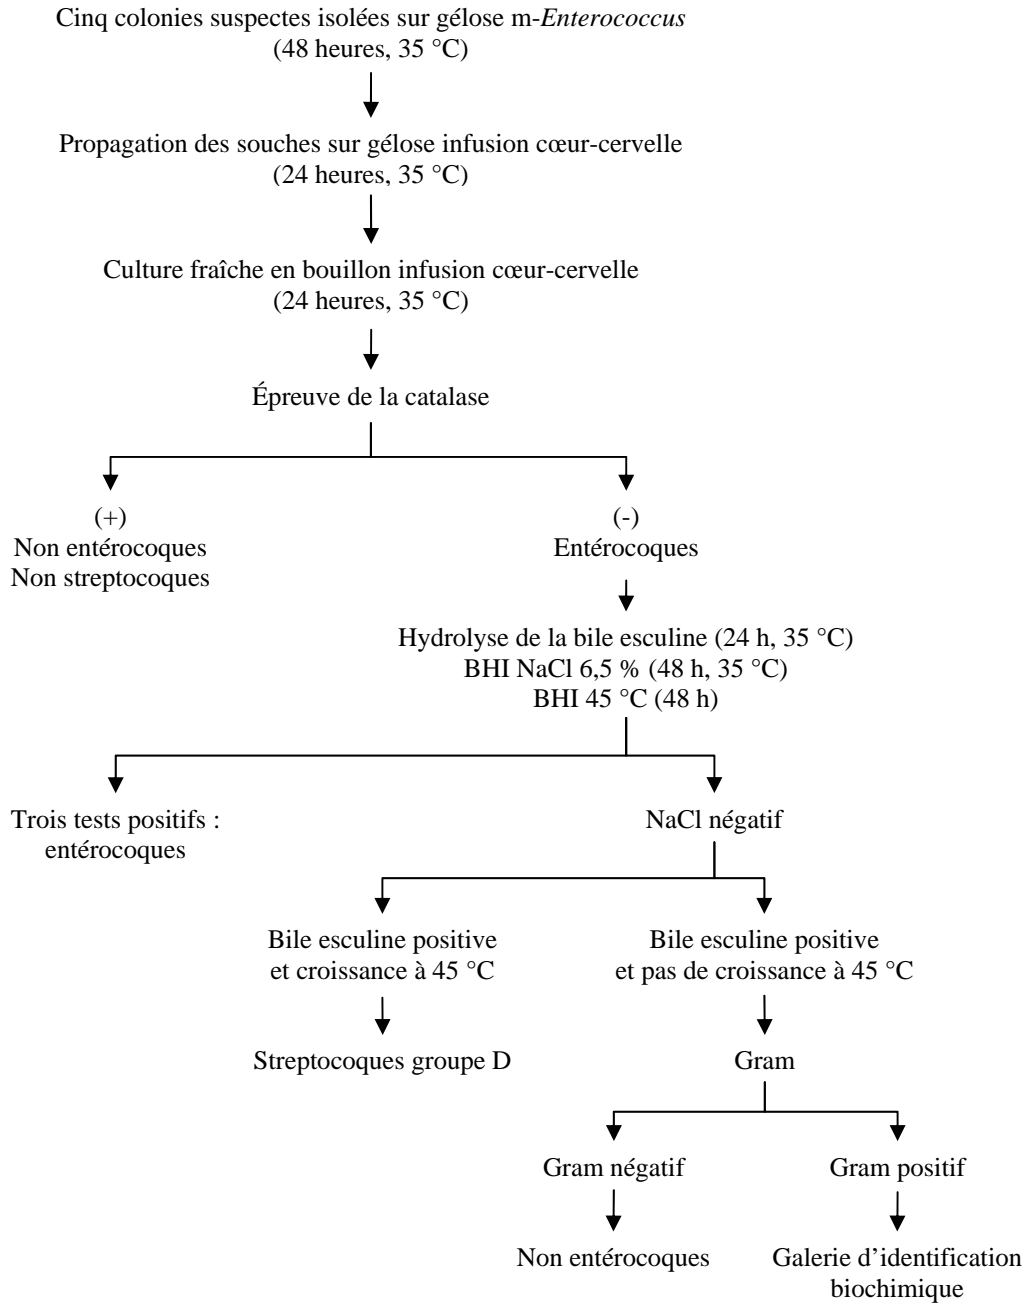 Cinq colonies suspectes isolées sur gélose m-Enterococcus
(48 heures, 35 °C)
Propagation des souches sur gélose infusion cœur-cervelle
(24 heures, 35 °C)
Culture fraîche en bouillon infusion cœur-cervelle
(24 heures, 35 °C)
Épreuve de la catalase
(+)
Non entérocoques
Non streptocoques
(-)
Entérocoques
Hydrolyse de la bile esculine (24 h, 35 °C)
BHI NaCl 6,5 % (48 h, 35 °C)
BHI 45 °C (48 h)
Trois tests positifs :
entérocoques
NaCl négatif
Bile esculine positive
et croissance à 45 °C
Bile esculine positive
et pas de croissance à 45 °C
Streptocoques groupe D
Gram
Gram négatif
Gram positif
Non entérocoques
Galerie d’identification
biochimique